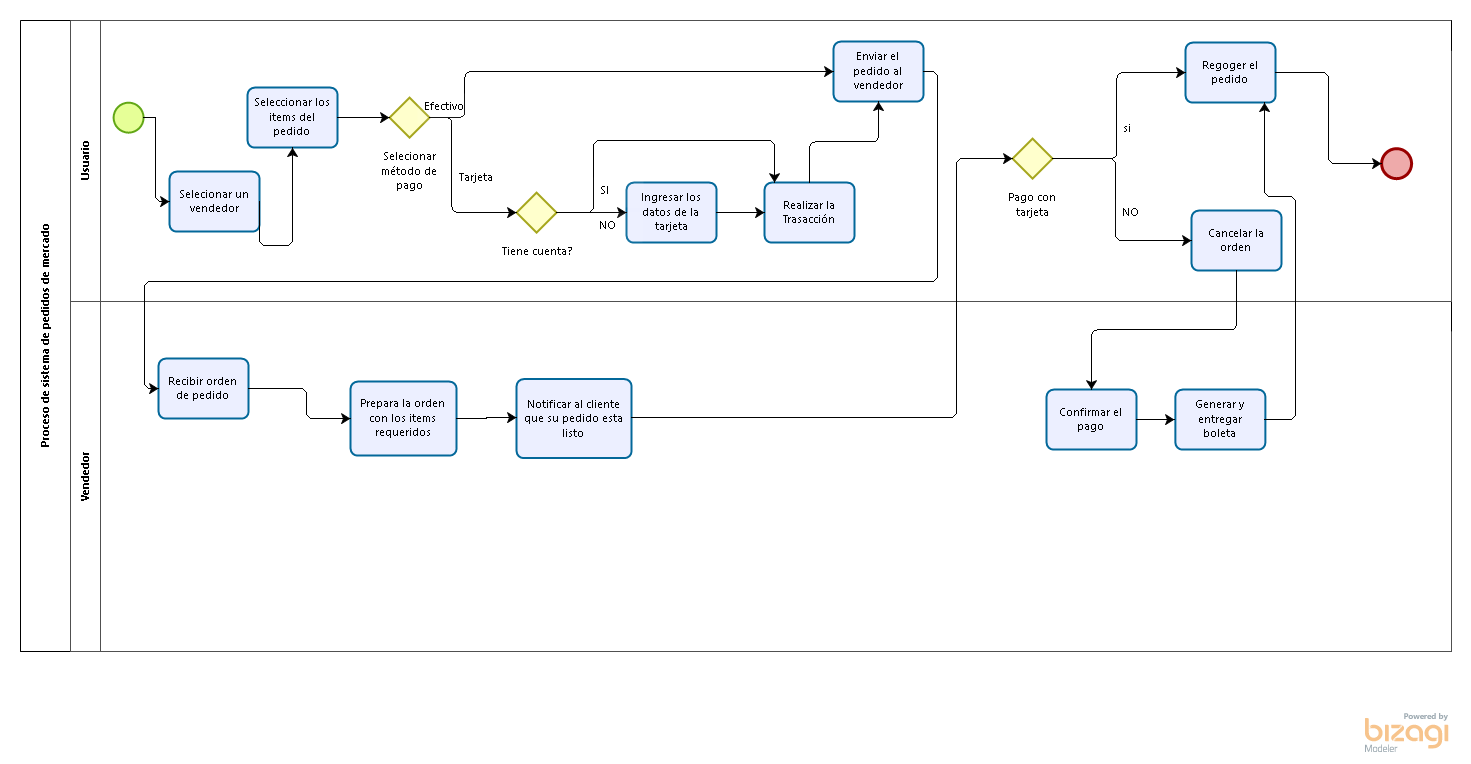 Proceso de sistema de pedidos de mercado
Usuario
Selecionar un
vendedor
Seleccionar los
items del
pedido
Selecionar
método de
pago
Efectivo
Tarjeta
Tiene cuenta?
SI
NO
Ingresar los
datos de la
tarjeta
Realizar la
Trasacción
Enviar el
pedido al
vendedor
Pago con
tarjeta
si
NO
Regoger el
pedido
Cancelar la
orden
Vendedor
Recibir orden
de pedido
Prepara la orden
con los items
requeridos
Notificar al cliente
que su pedido esta
listo
Confirmar el
pago
Generar y
entregar
boleta
Powered by
bizagi
Modeler